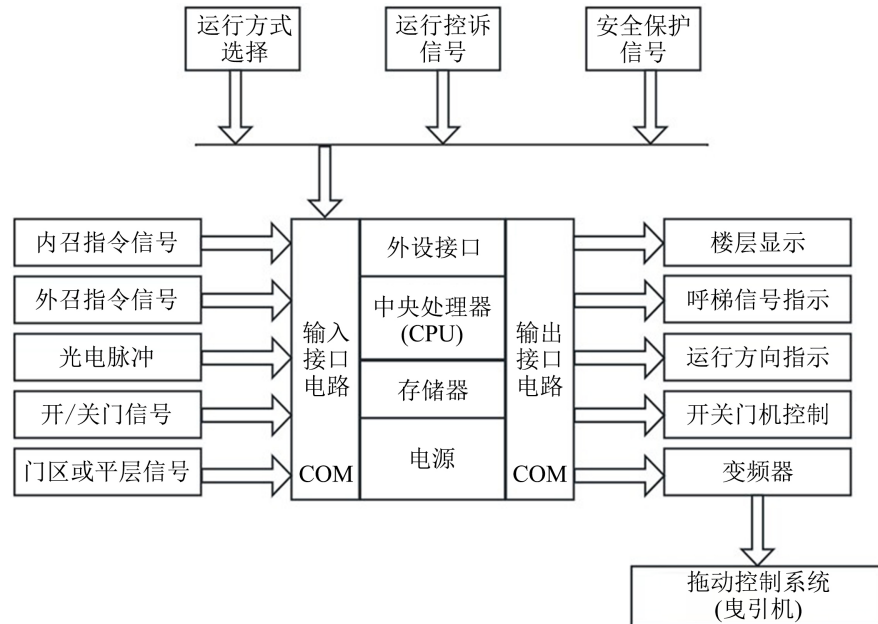 运行方式
选择
运行控诉
信号
安全保护
信号
内召指令信号
外召指令信号
光电脉冲
开/关门信号
门区或平层信号
输入
接口
电路
COM
外设接口
中央处理器
(CPU)
存储器
电源
输出
接口
电路
COM
楼层显示
呼梯信号指示
运行方向指示
开关门机控制
变频器
拖动控制系统
(曳引机)